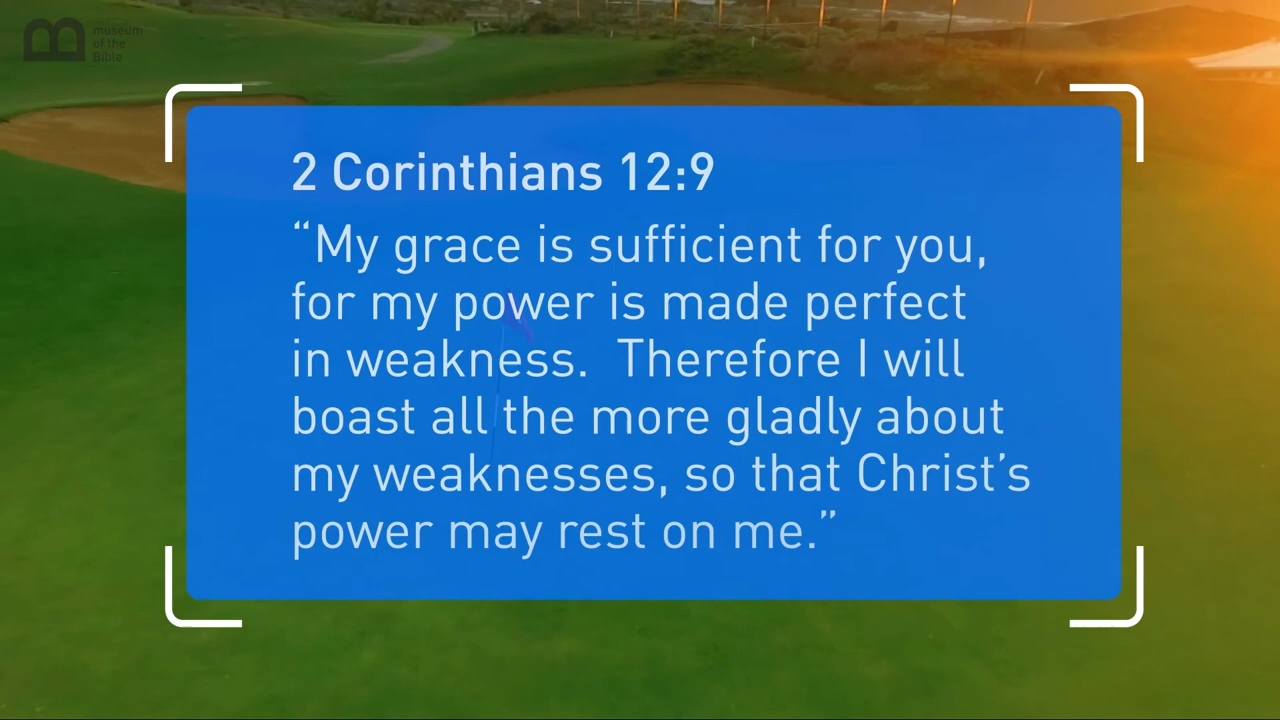 museum
of the
Bible
2 Corinthians 12:9
“My grace is sufficient for you,
for my power is made perfect
in weakness.  Therefore I will
boast all the more gladly about
my weaknesses, so that Christ’s
power may rest on me.”